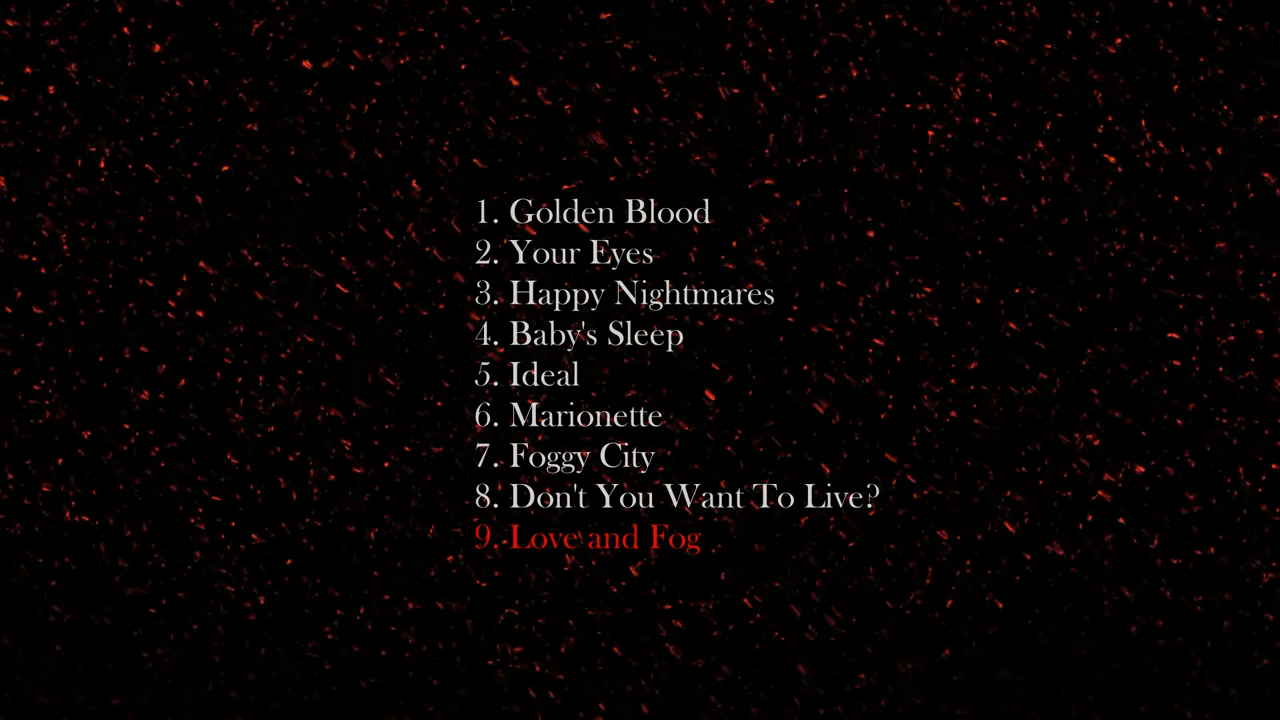 1. Golden Blood
2. Your Eyes
3. Happy Nightmares
4. Baby's Sleep
5. Ideal
6. Marionette
7. Foggy City
8. Don't You Want To Live?
9. Love and Fog